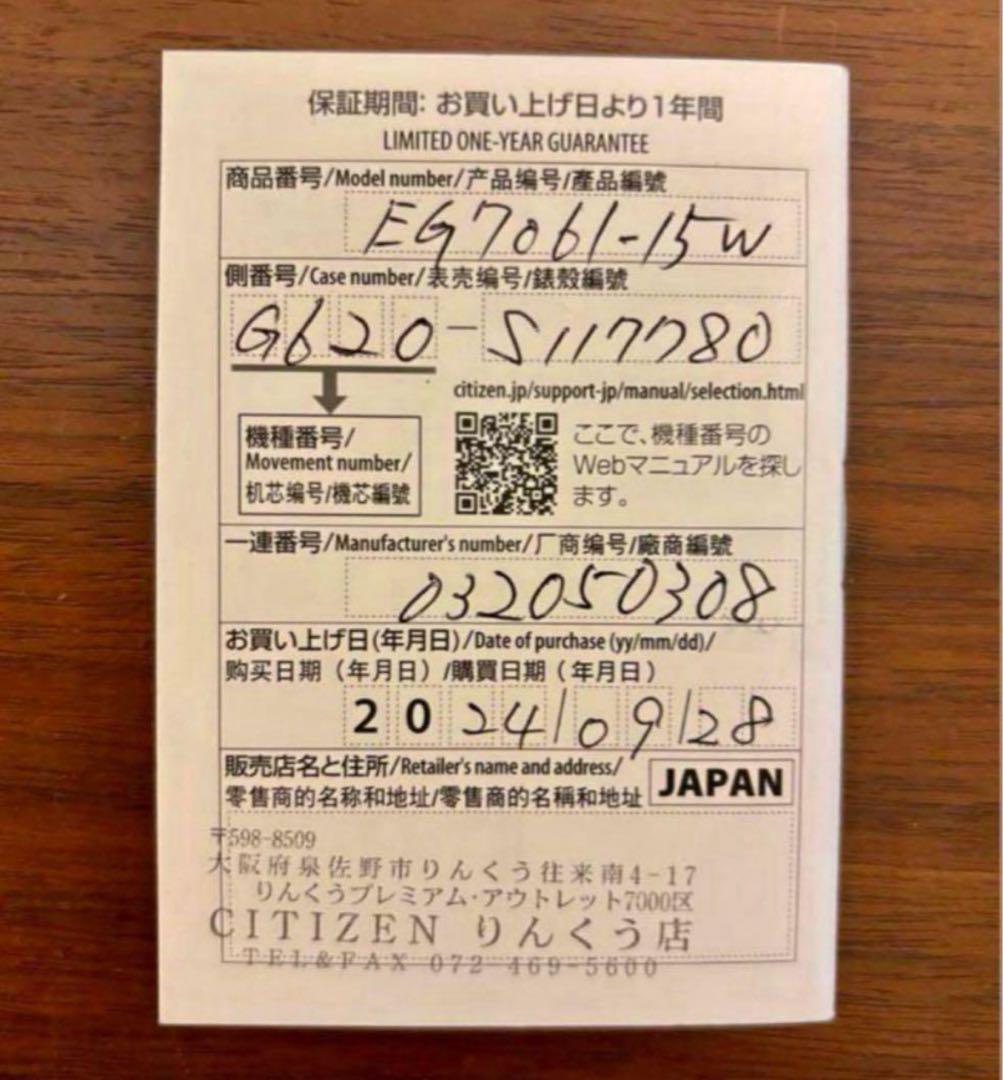 保証期間: お買い上げ日より1年間
LIMITED ONE-YEAR GUARANTEE
商品番号/Model number/产品编号/產品編號
EG7061-15W
側番号/Case number/表壳编号/錶殼編號
G620-S117780
citizen.jp/support-jp/manual/selection.html
機種番号/
Movement number/
机芯编号/機芯編號
ここで、機種番号の
Webマニュアルを探し
ます。
一連番号/Manufacturer's number/厂商编号/廠商編號
032050308
お買い上げ日(年月日)/Date of purchase (yy/mm/dd)/
购买日期(年月日)/購買日期(年月日)
2024/09/28
販売店名と住所/Retailer's name and address/
零售商的名称和地址/零售商的名稱和地址
JAPAN
〒598-8509
大阪府泉佐野市りんくう往来南4-17
りんくうプレミアム・アウトレット7000区
CITIZEN りんくう店
TEL&FAX 072-469-5600